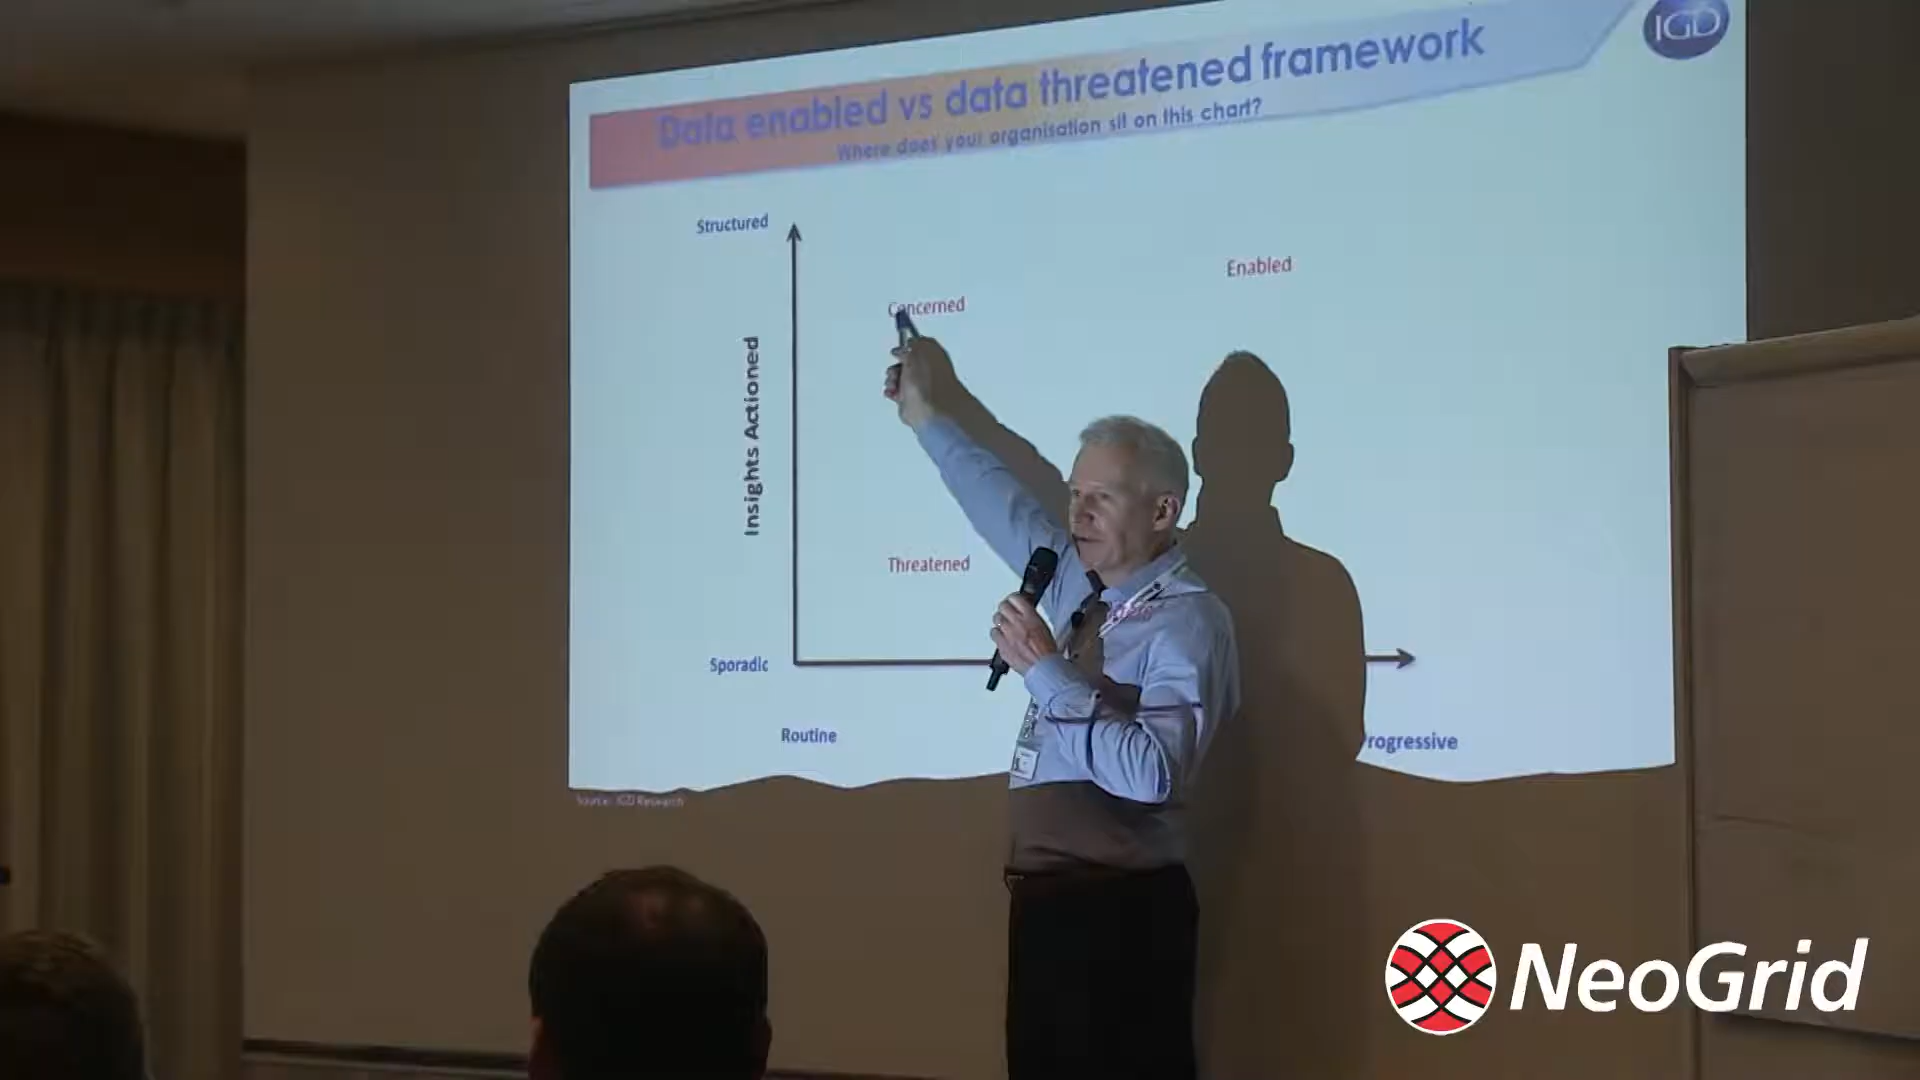 IGD
Data enabled vs data threatened framework
Where does your organisation sit on this chart?
Structured
Enabled
Concerned
Insights Actioned
Threatened
Sporadic
Routine
rogressive
Source: IGD Research
NeoGrid